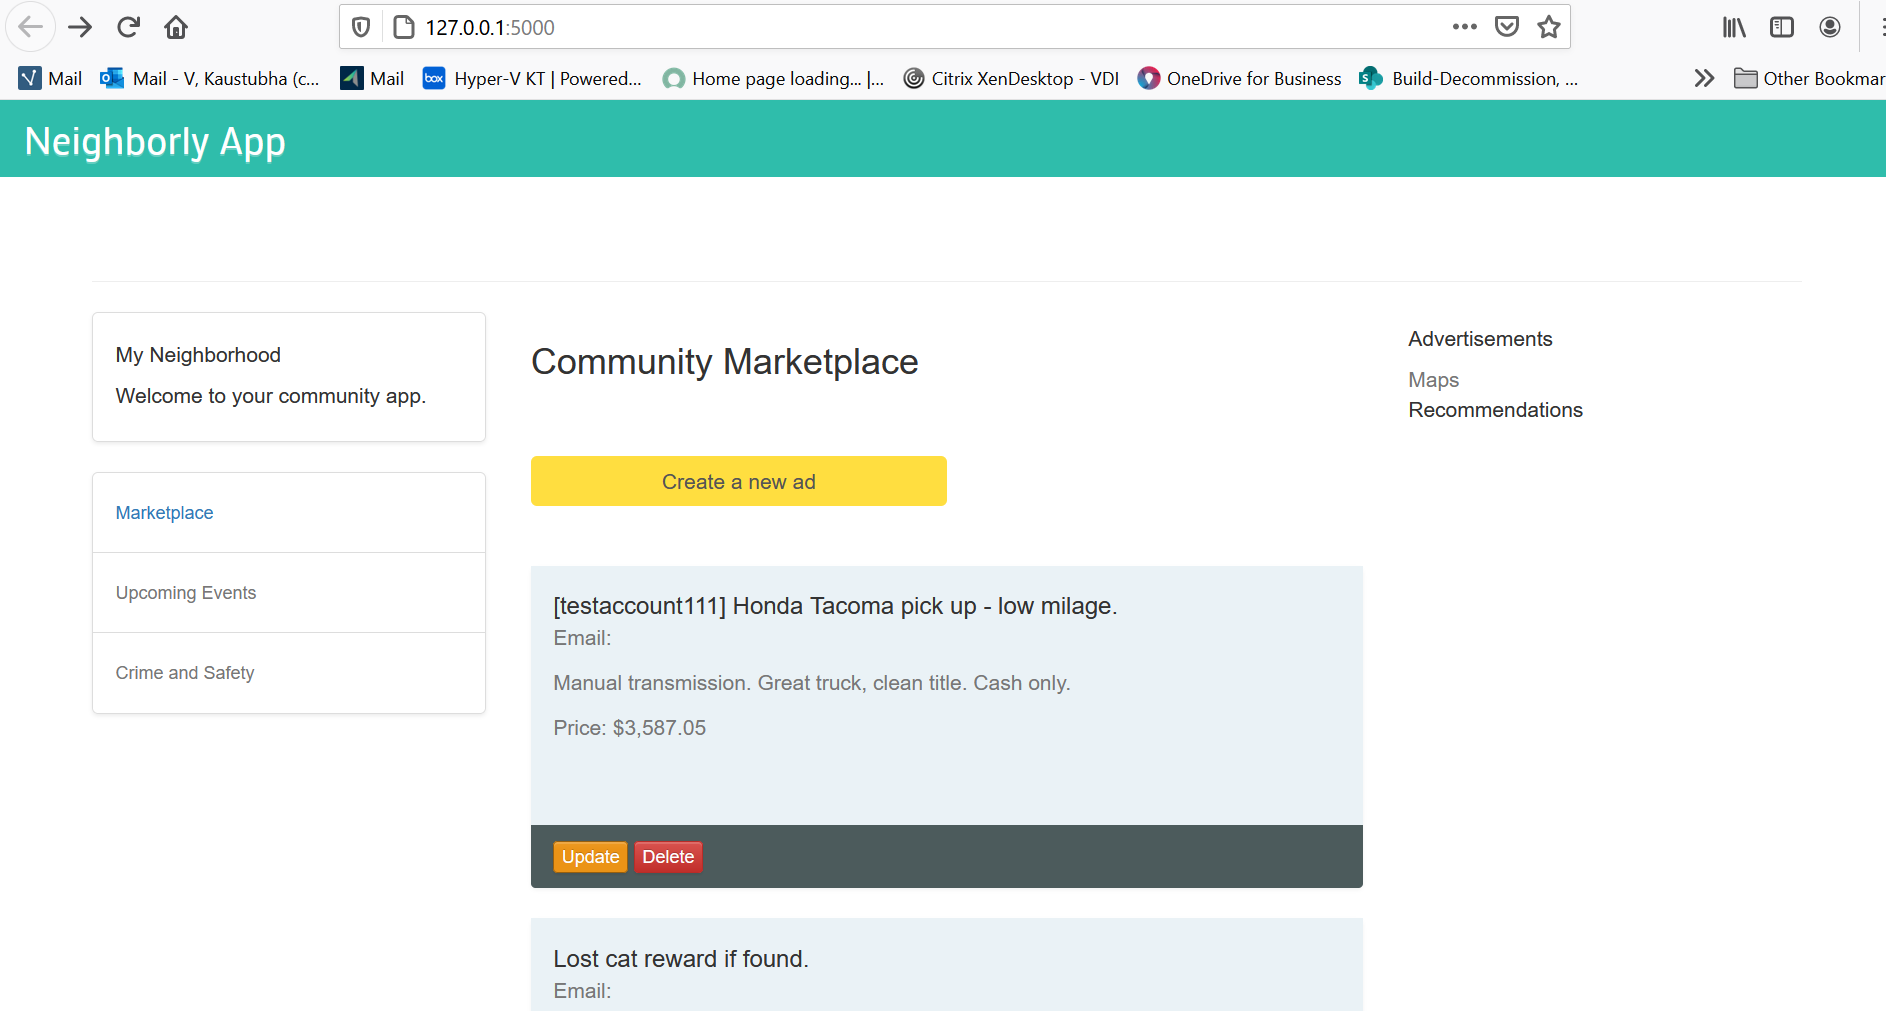 127.0.0.1:5000
Mail
Mail - V, Kaustubha (c...
Mail
box
Hyper-V KT | Powered...
Home page loading... |...
Citrix XenDesktop - VDI
OneDrive for Business
Build-Decommission, ...
Other Bookmar
Neighborly App
My Neighborhood
Welcome to your community app.
Marketplace
Upcoming Events
Crime and Safety
Community Marketplace
Create a new ad
[testaccount111] Honda Tacoma pick up - low milage.
Email:
Manual transmission. Great truck, clean title. Cash only.
Price: $3,587.05
Update
Delete
Lost cat reward if found.
Email:
Advertisements
Maps
Recommendations